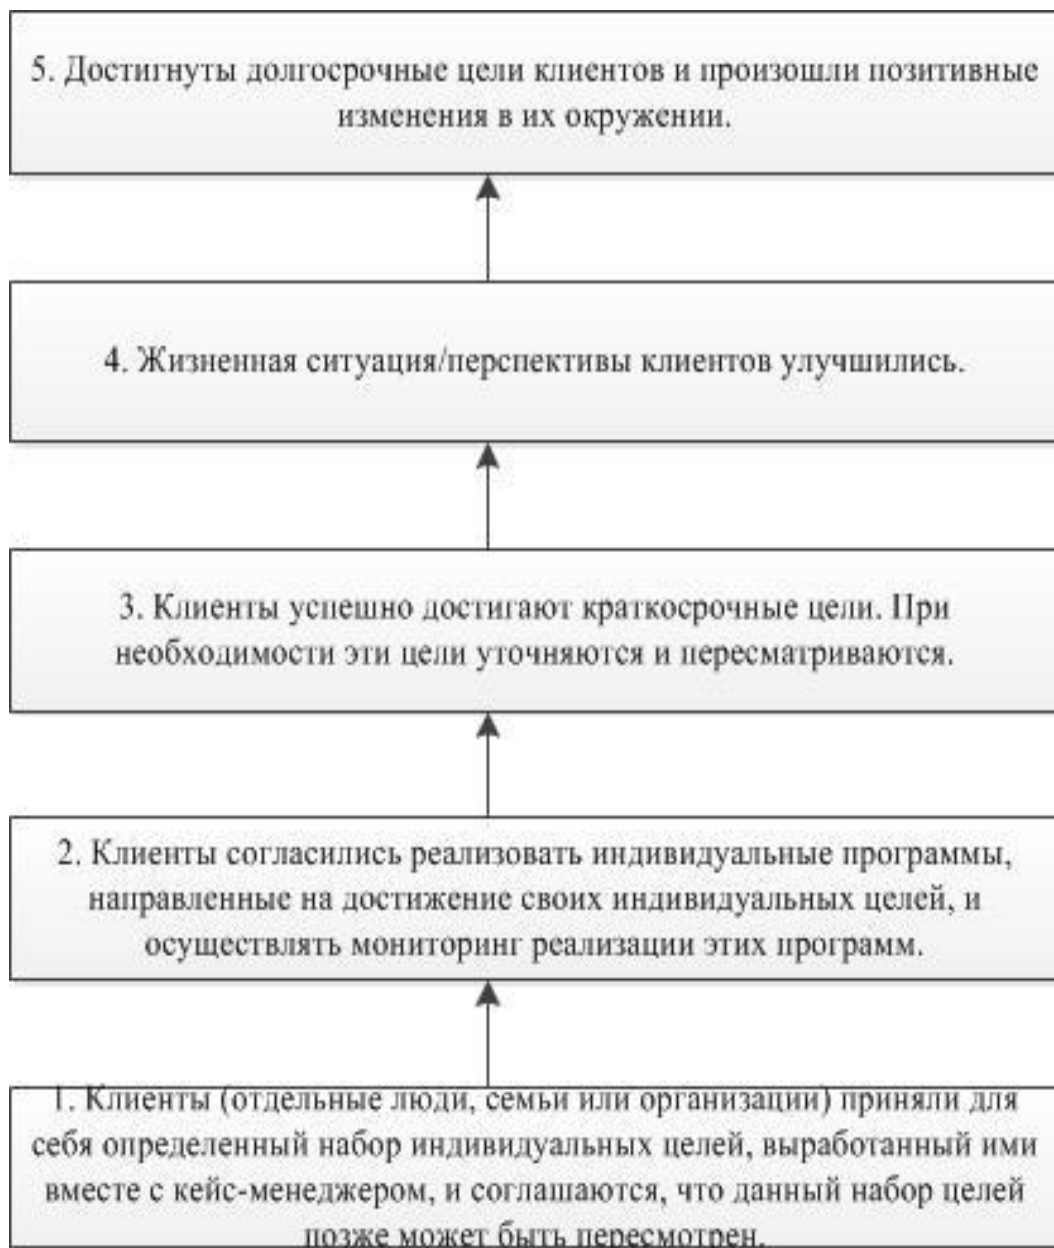 5. Достигнуты долгосрочные цели клиентов и произошли позитивные
изменения в их окружении.
4. Жизненная ситуация/перспективы клиентов улучшились.
3. Клиенты успешно достигают краткосрочные цели. При
необходимости эти цели уточняются и пересматриваются.
2. Клиенты согласились реализовать индивидуальные программы,
направленные на достижение своих индивидуальных целей, и
осуществлять мониторинг реализации этих программ.
1. Клиенты (отдельные люди, семьи или организации) приняли для
себя определенный набор индивидуальных целей, выработанный ими
вместе с кейс-менеджером, и соглашаются, что данный набор целей
позже может быть пересмотрен.